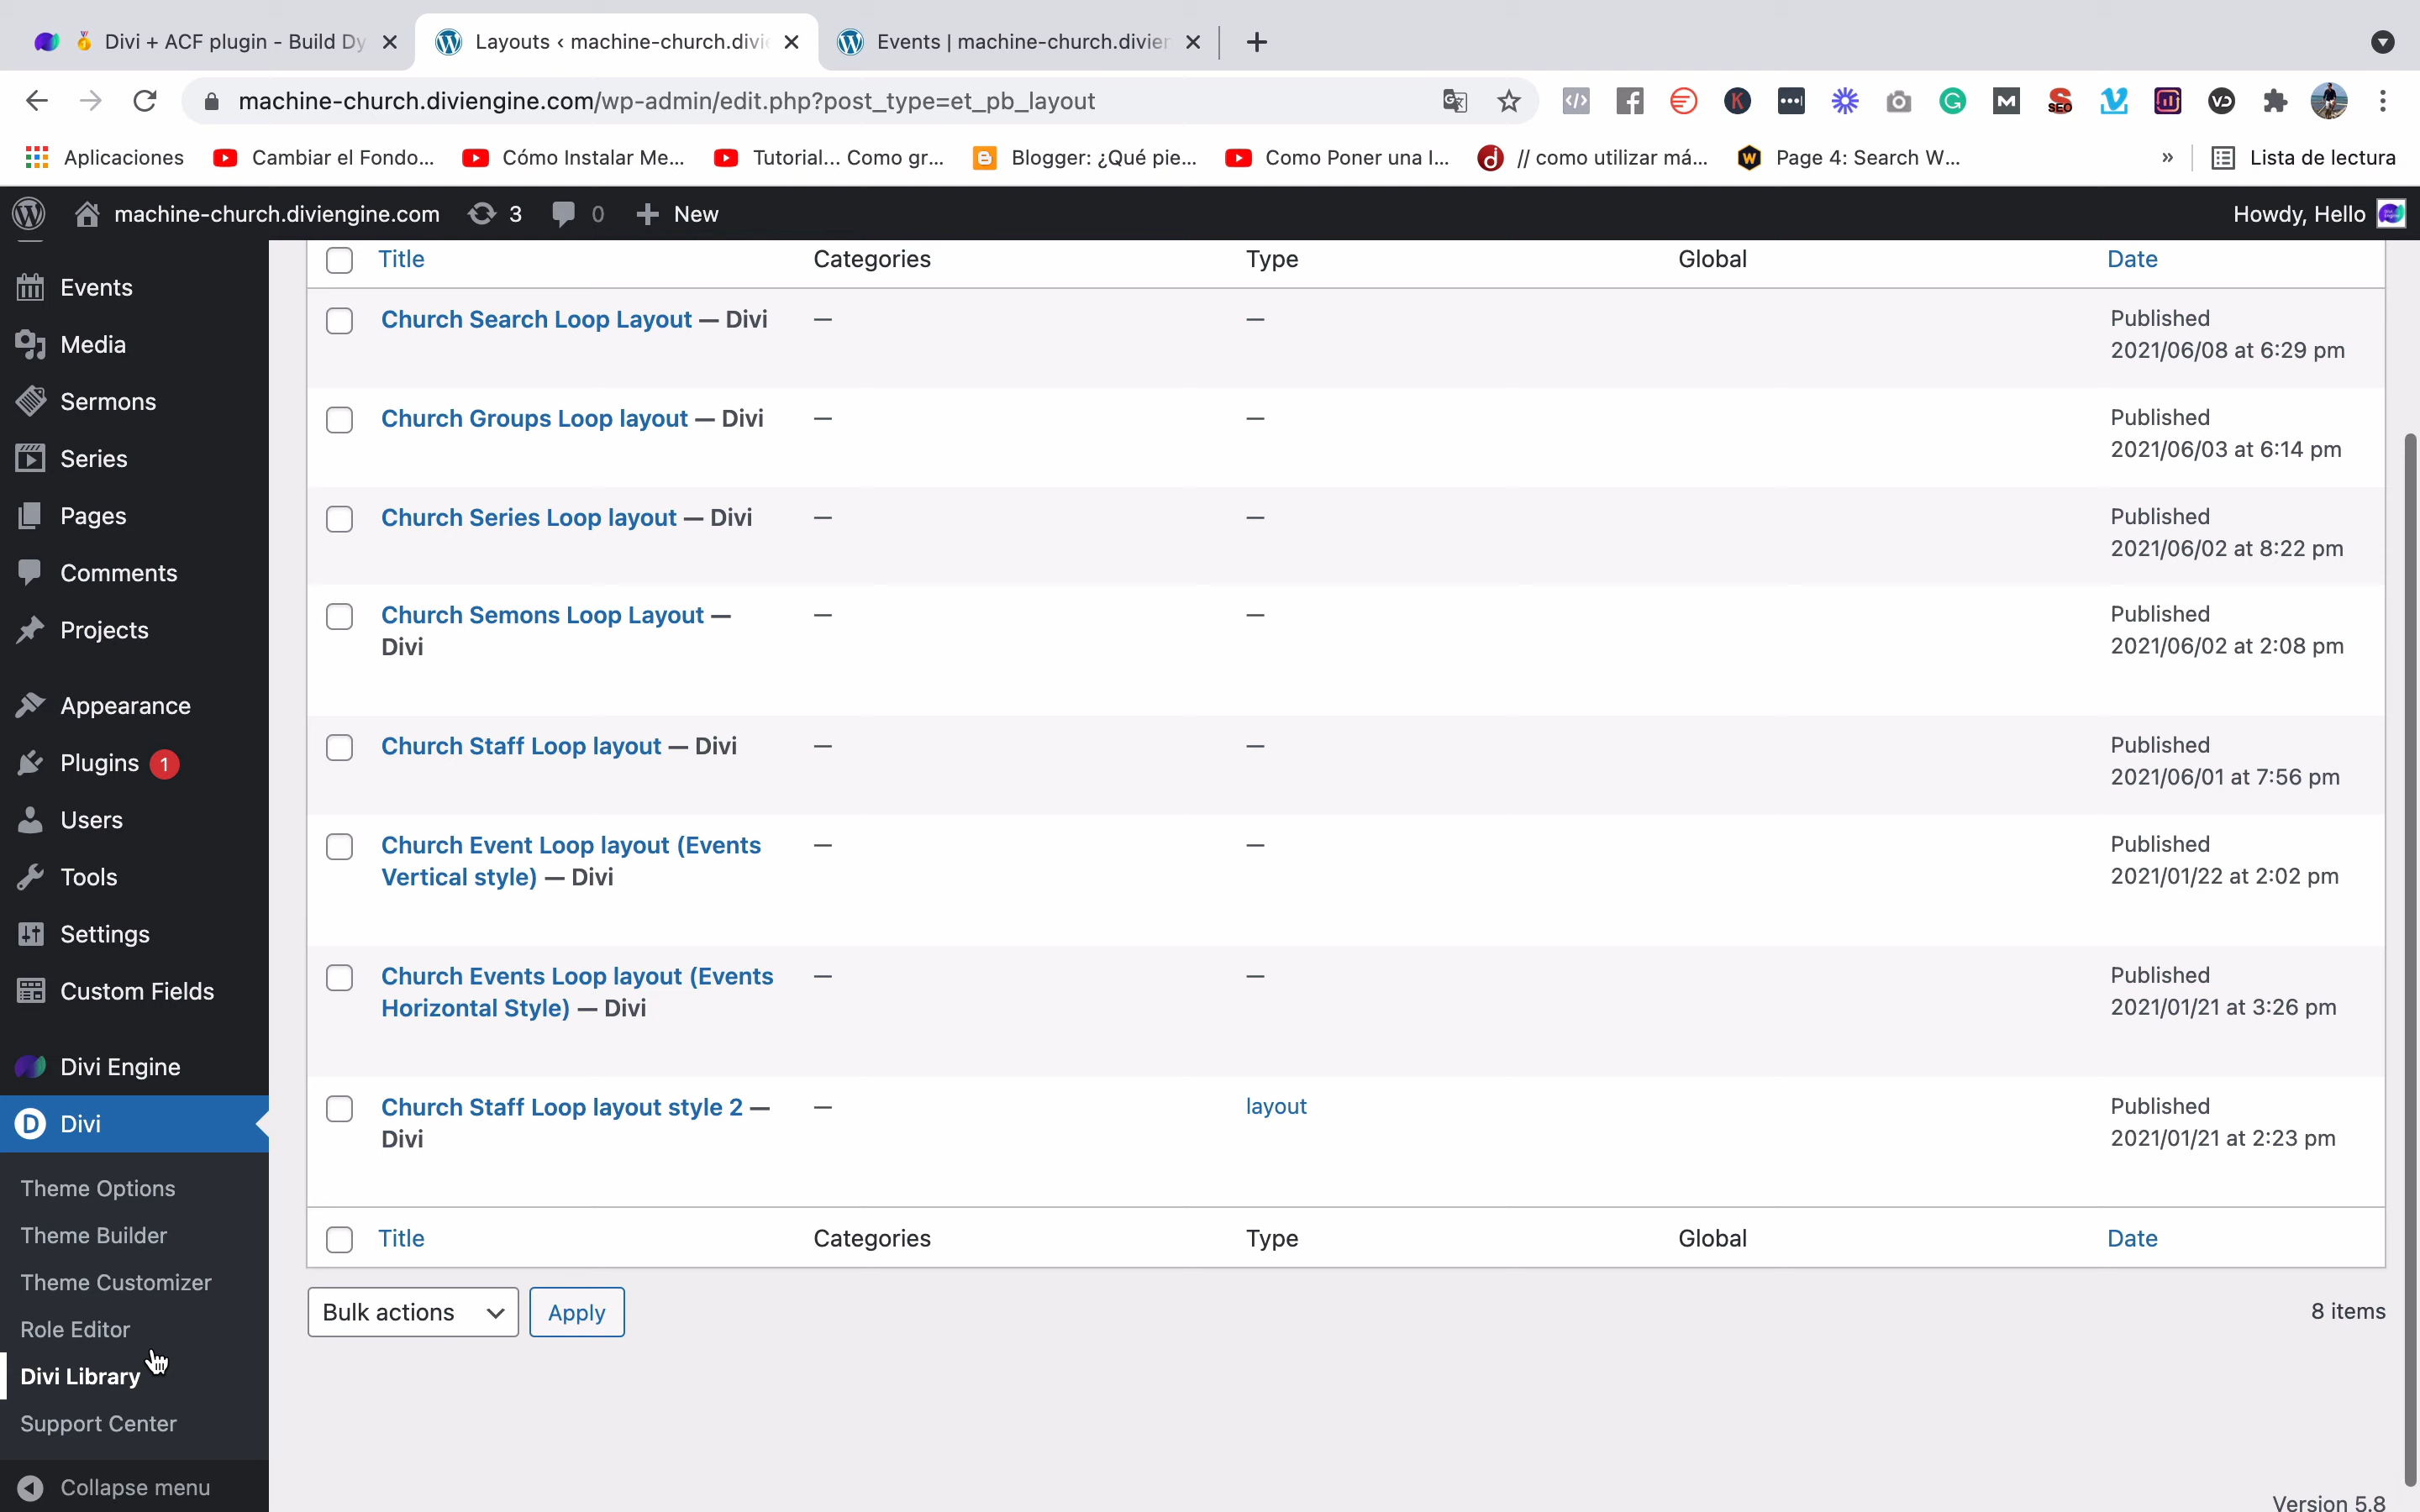 Divi + ACF plugin - Build Dy
Layouts ‹ machine-church.divie
Events | machine-church.divier
machine-church.diviengine.com/wp-admin/edit.php?post_type=et_pb_layout
Aplicaciones
Cambiar el Fondo...
Cómo Instalar Me...
Tutorial... Como gr...
Blogger: ¿Qué pie...
Como Poner una I...
// como utilizar má...
Page 4: Search W...
»
Lista de lectura
machine-church.diviengine.com
3
0
New
Howdy, Hello
Events
Media
Sermons
Series
Pages
Comments
Projects
Appearance
Plugins 1
Users
Tools
Settings
Custom Fields
Divi Engine
Divi
Theme Options
Theme Builder
Theme Customizer
Role Editor
Divi Library
Support Center
Collapse menu
Title Categories Type Global Date
Church Search Loop Layout — Divi — — Published
2021/06/08 at 6:29 pm
Church Groups Loop layout — Divi — — Published
2021/06/03 at 6:14 pm
Church Series Loop layout — Divi — — Published
2021/06/02 at 8:22 pm
Church Semons Loop Layout — — — Published
Divi 2021/06/02 at 2:08 pm
Church Staff Loop layout — Divi — — Published
2021/06/01 at 7:56 pm
Church Event Loop layout (Events — — Published
Vertical style) — Divi 2021/01/22 at 2:02 pm
Church Events Loop layout (Events — — Published
Horizontal Style) — Divi 2021/01/21 at 3:26 pm
Church Staff Loop layout style 2 — — layout Published
Divi 2021/01/21 at 2:23 pm
Title Categories Type Global Date
Bulk actions Apply 8 items
Version 5.8